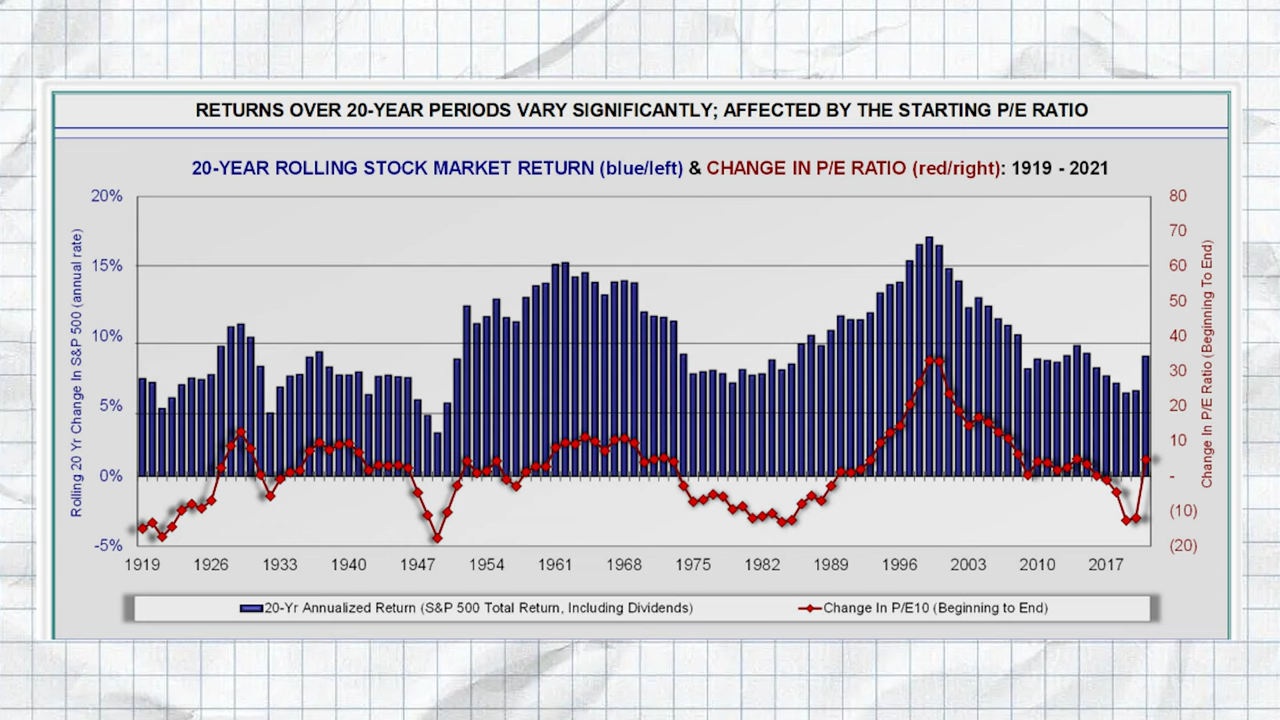 RETURNS OVER 20-YEAR PERIODS VARY SIGNIFICANTLY; AFFECTED BY THE STARTING P/E RATIO
20-YEAR ROLLING STOCK MARKET RETURN (blue/left) & CHANGE IN P/E RATIO (red/right): 1919 - 2021
Rolling 20 Yr Change In S&P 500 (annual rate)
20%
15%
10%
5%
0%
-5%
80
70
60
50
40
30
20
10
-
(10)
(20)
Change In P/E Ratio (Beginning To End)
1919 1926 1933 1940 1947 1954 1961 1968 1975 1982 1989 1996 2003 2010 2017
20-Yr Annualized Return (S&P 500 Total Return, Including Dividends) Change In P/E10 (Beginning to End)